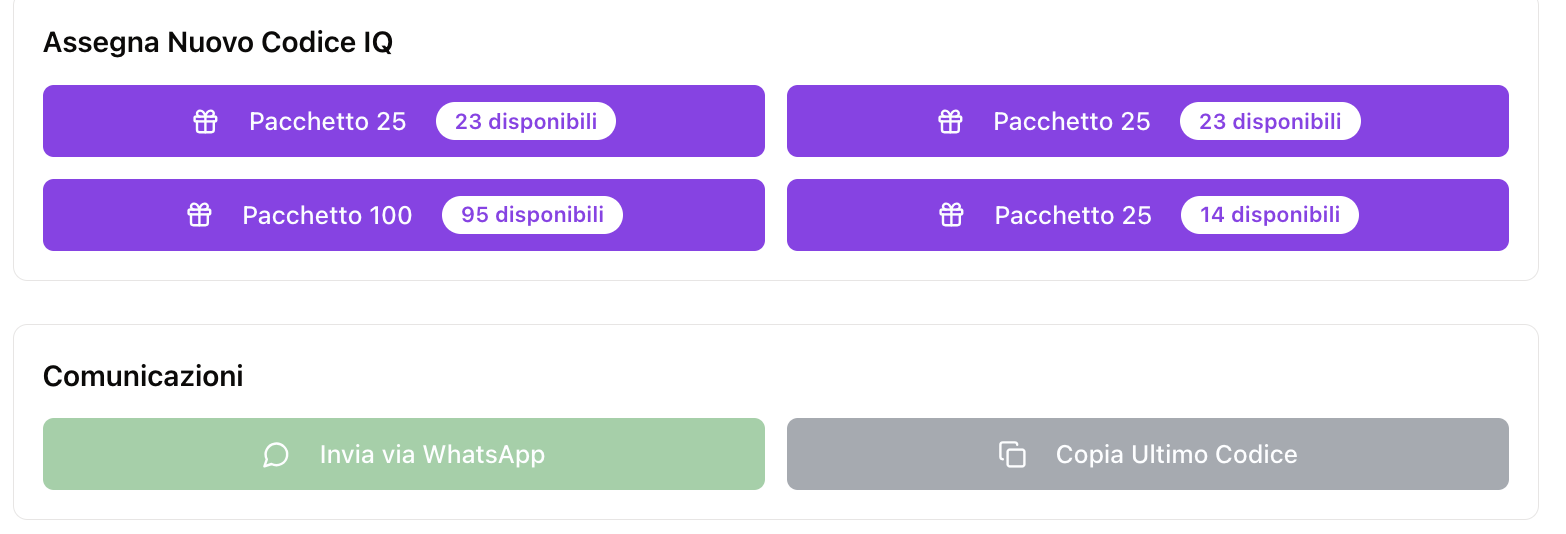 Assegna Nuovo Codice IQ
Pacchetto 25 23 disponibili
Pacchetto 25 23 disponibili
Pacchetto 100 95 disponibili
Pacchetto 25 14 disponibili
Comunicazioni
Invia via WhatsApp
Copia Ultimo Codice